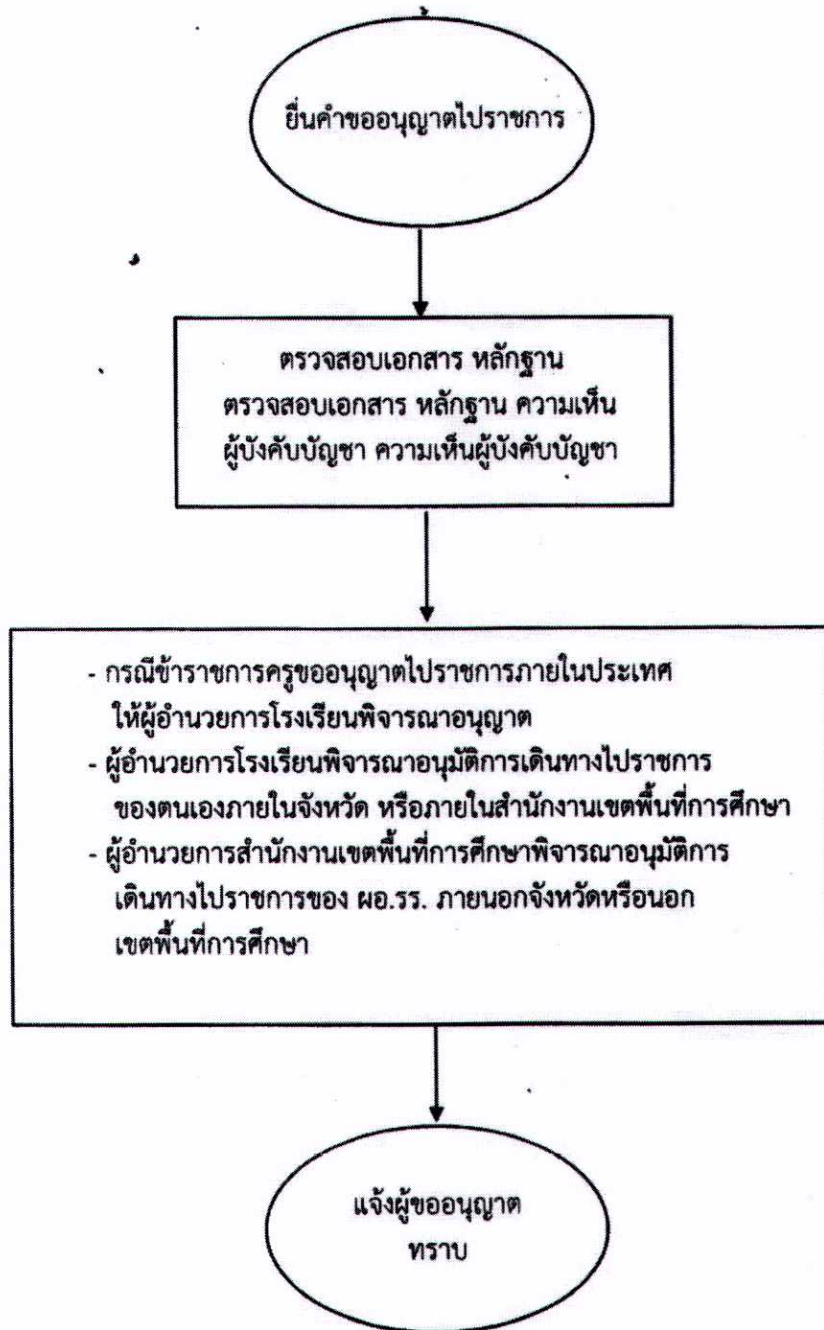 ยื่นคำขออนุญาตไปราชการ
ตรวจสอบเอกสาร หลักฐาน
ตรวจสอบเอกสาร หลักฐาน ความเห็น
ผู้บังคับบัญชา ความเห็นผู้บังคับบัญชา
- กรณีข้าราชการครูขออนุญาตไปราชการภายในประเทศ
ให้ผู้อำนวยการโรงเรียนพิจารณาอนุญาต
- ผู้อำนวยการโรงเรียนพิจารณาอนุมัติการเดินทางไปราชการ
ของตนเองภายในจังหวัด หรือภายในสำนักงานเขตพื้นที่การศึกษา
- ผู้อำนวยการสำนักงานเขตพื้นที่การศึกษาพิจารณาอนุมัติการ
เดินทางไปราชการของ ผอ.รร. ภายนอกจังหวัดหรือนอก
เขตพื้นที่การศึกษา
แจ้งผู้ขออนุญาต
ทราบ